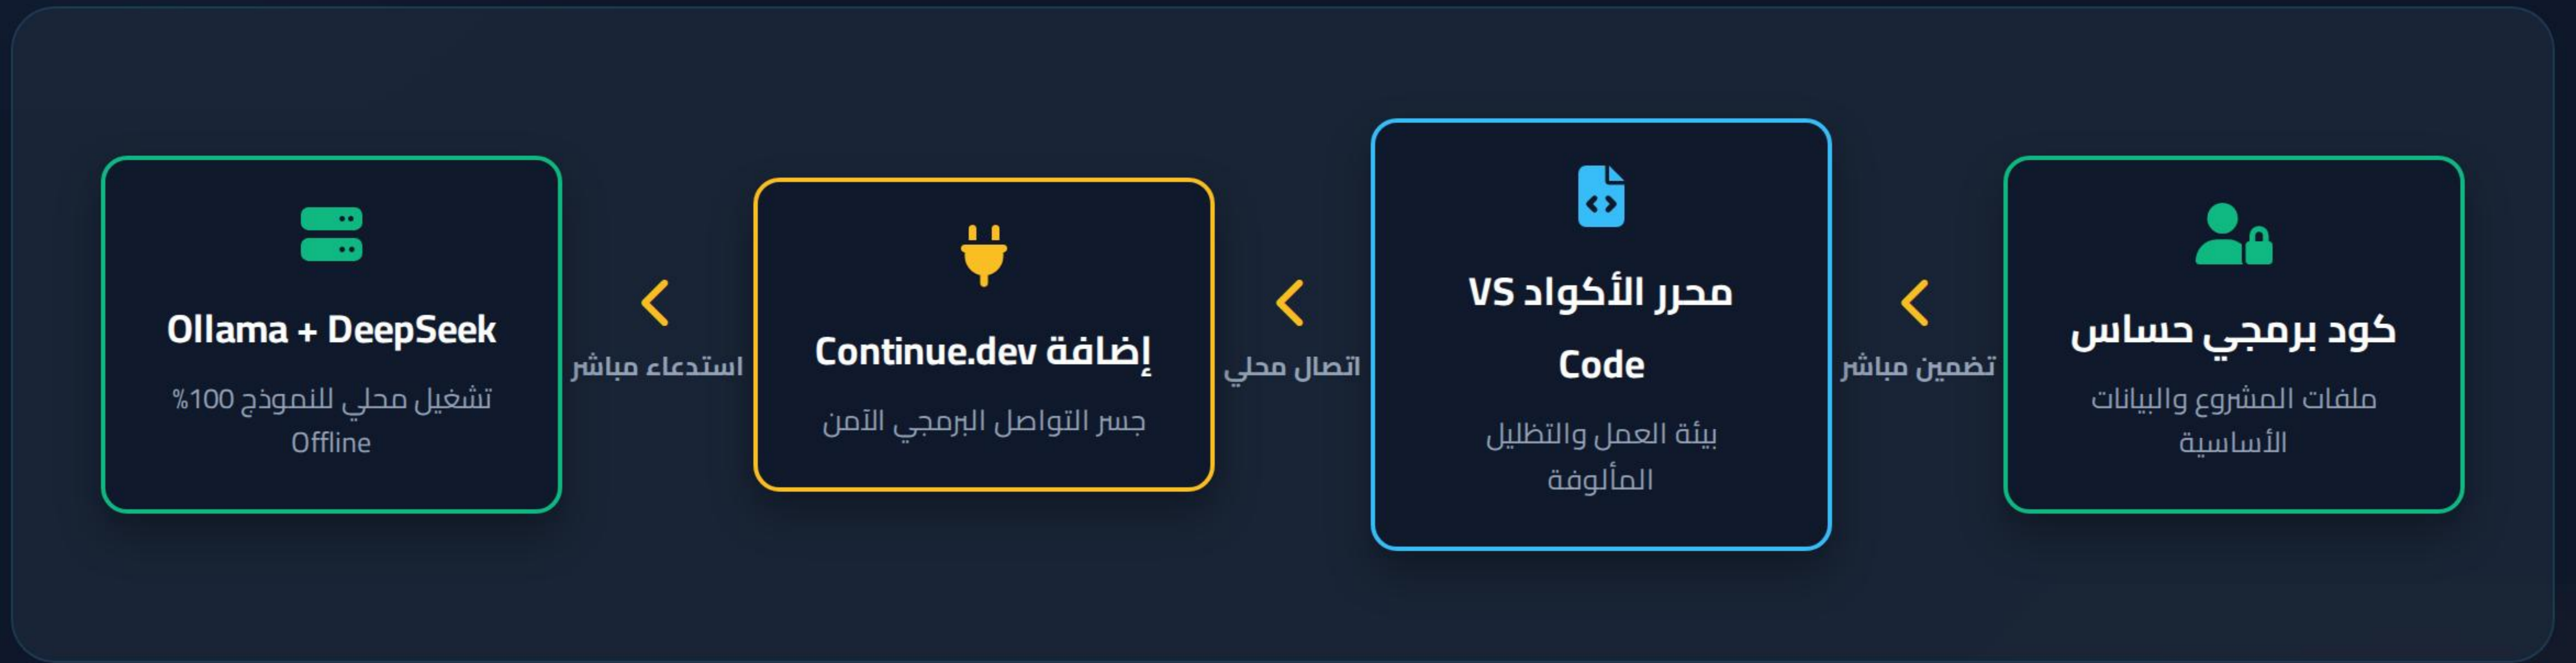 كود برمجي حساس
ملفات المشروع والبيانات
الأساسية
تضمين مباشر
محرر الأكواد VS
Code
بيئة العمل والتظليل
المألوفة
اتصال محلي
إضافة Continue.dev
جسر التواصل البرمجي الآمن
استدعاء مباشر
Ollama + DeepSeek
تشغيل محلي للنموذج 100%
Offline